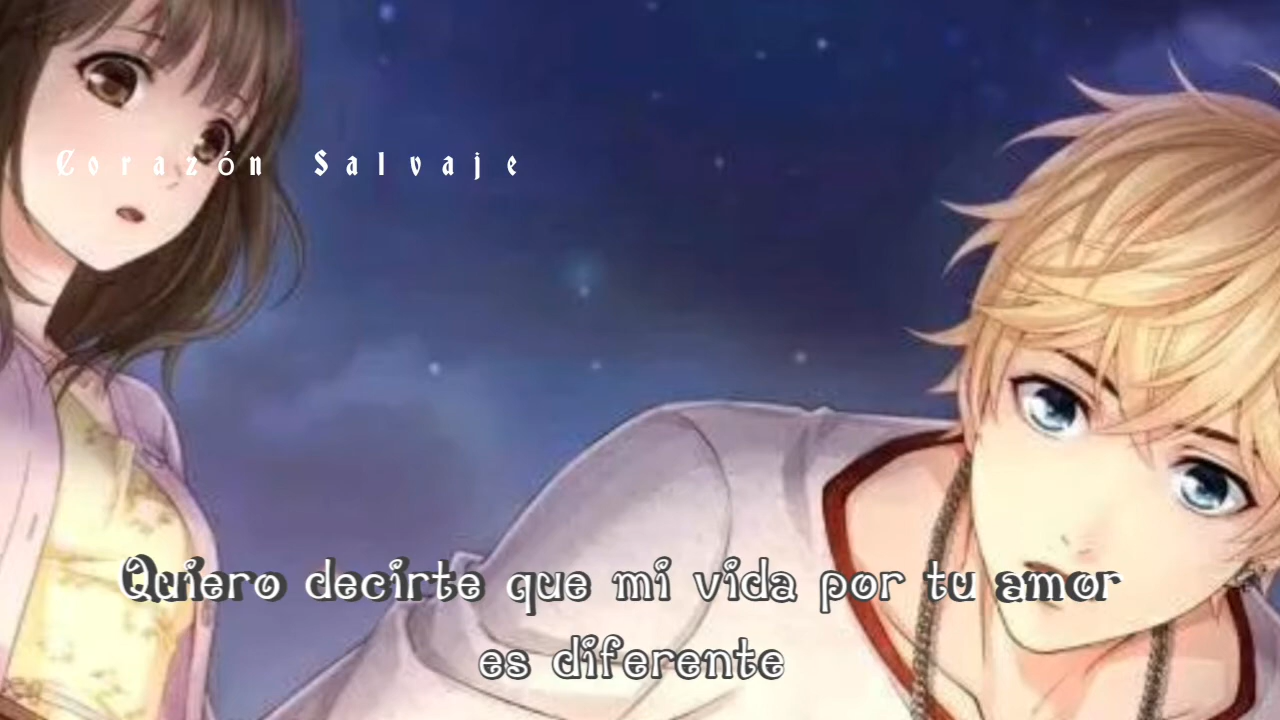 Corazón Salvaje
Quiero decirte que mi vida por tu amor
es diferente